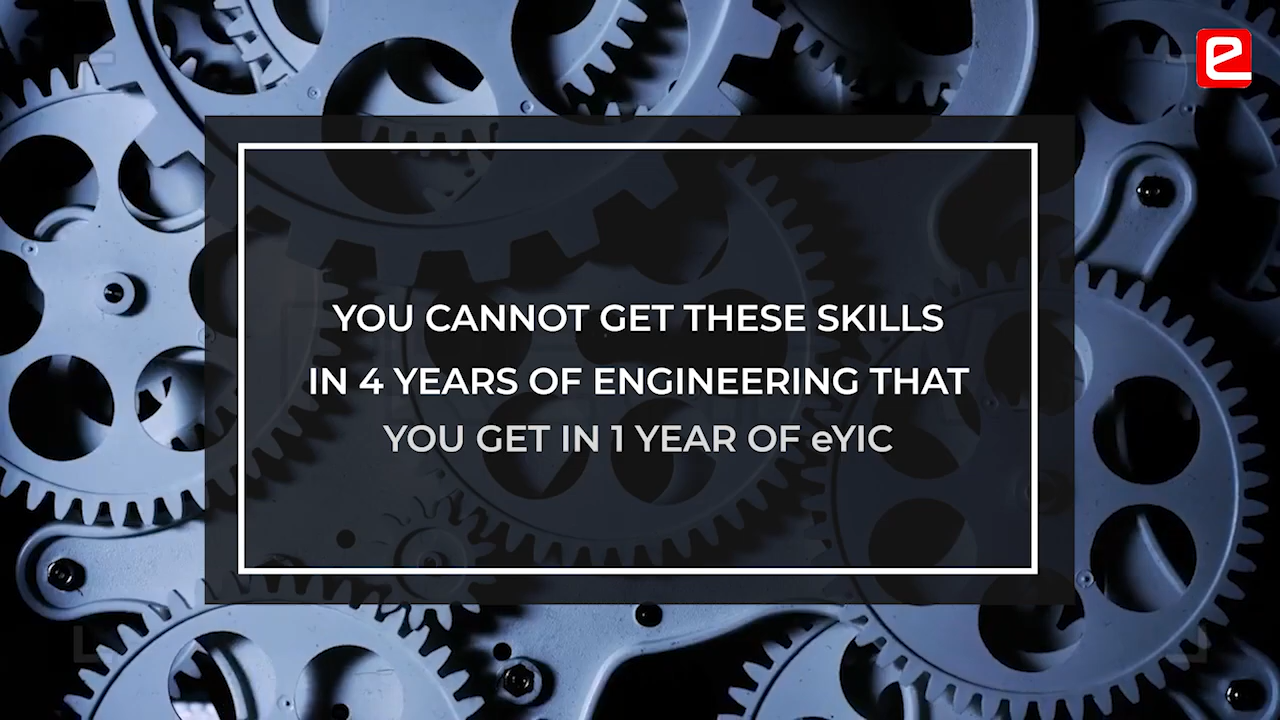 e
YOU CANNOT GET THESE SKILLS
IN 4 YEARS OF ENGINEERING THAT
YOU GET IN 1 YEAR OF eYIC